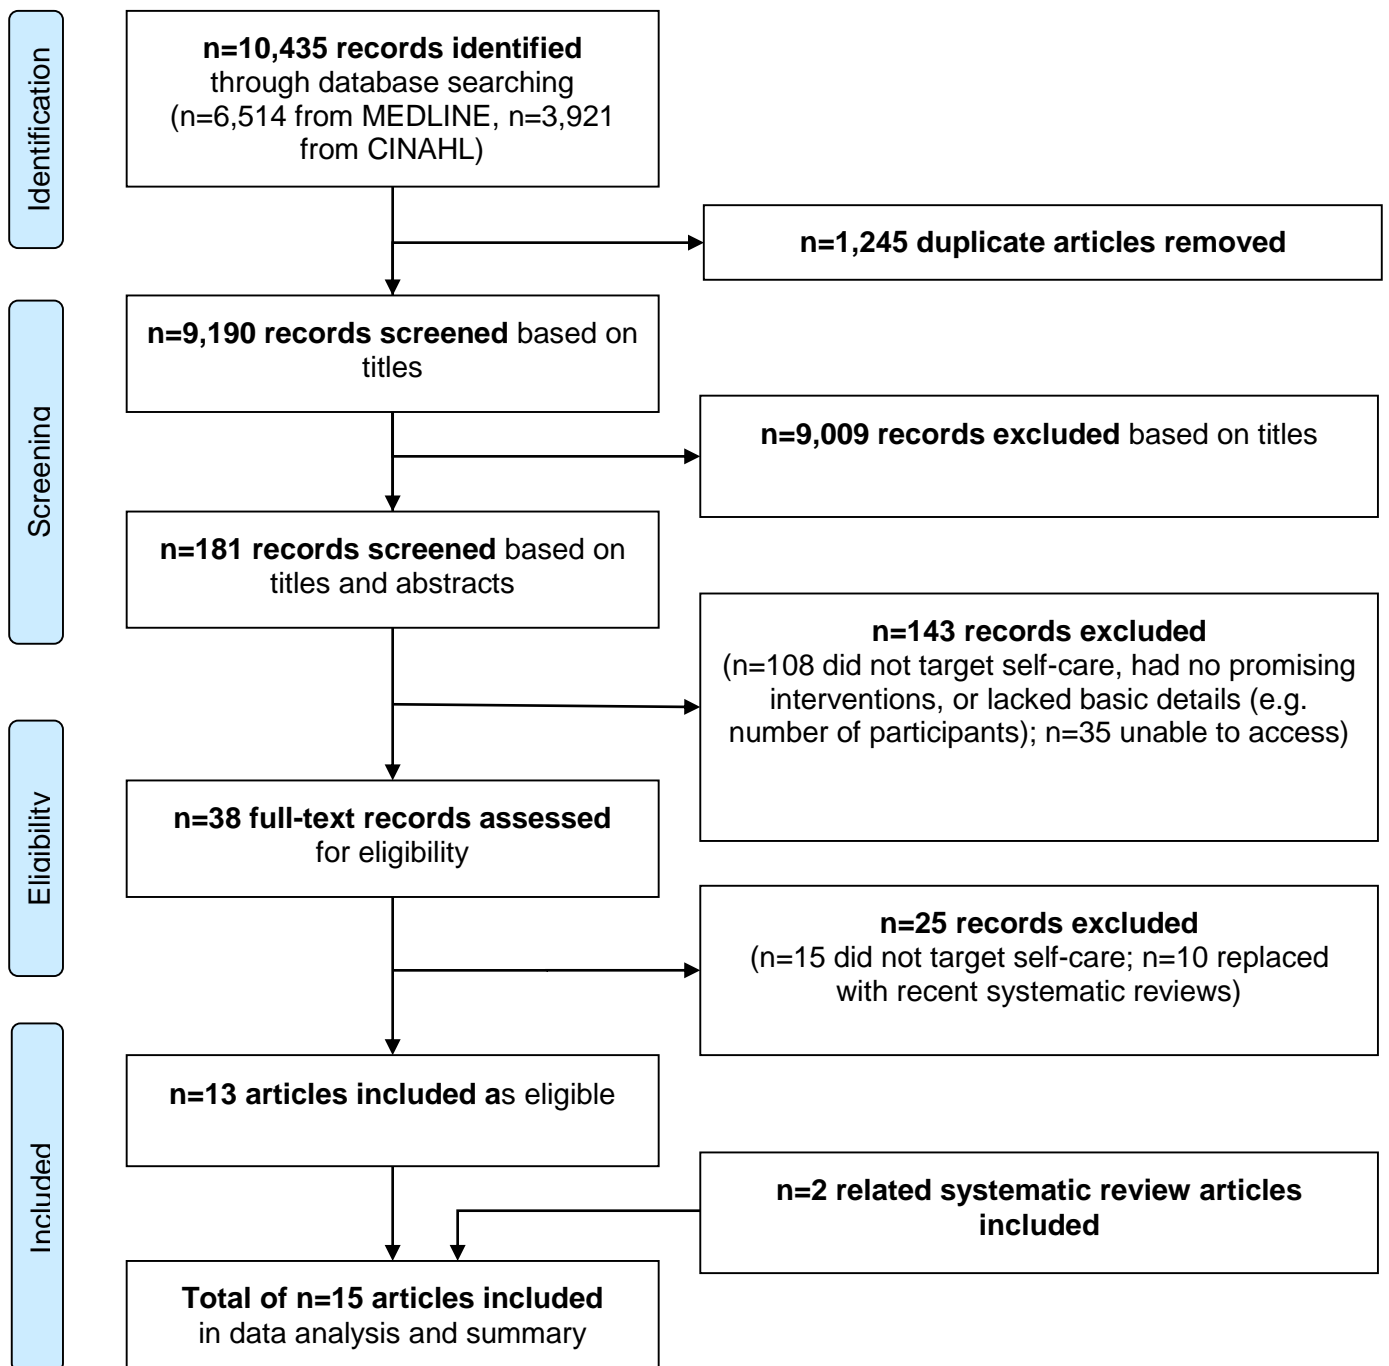 Identification
n=10,435 records identified
through database searching
(n=6,514 from MEDLINE, n=3,921
from CINAHL)
n=1,245 duplicate articles removed
Screening
n=9,190 records screened based on
titles
n=9,009 records excluded based on titles
n=181 records screened based on
titles and abstracts
n=143 records excluded
(n=108 did not target self-care, had no promising
interventions, or lacked basic details (e.g.
number of participants); n=35 unable to access)
Eligibility
n=38 full-text records assessed
for eligibility
n=25 records excluded
(n=15 did not target self-care; n=10 replaced
with recent systematic reviews)
Included
n=13 articles included as eligible
n=2 related systematic review articles
included
Total of n=15 articles included
in data analysis and summary